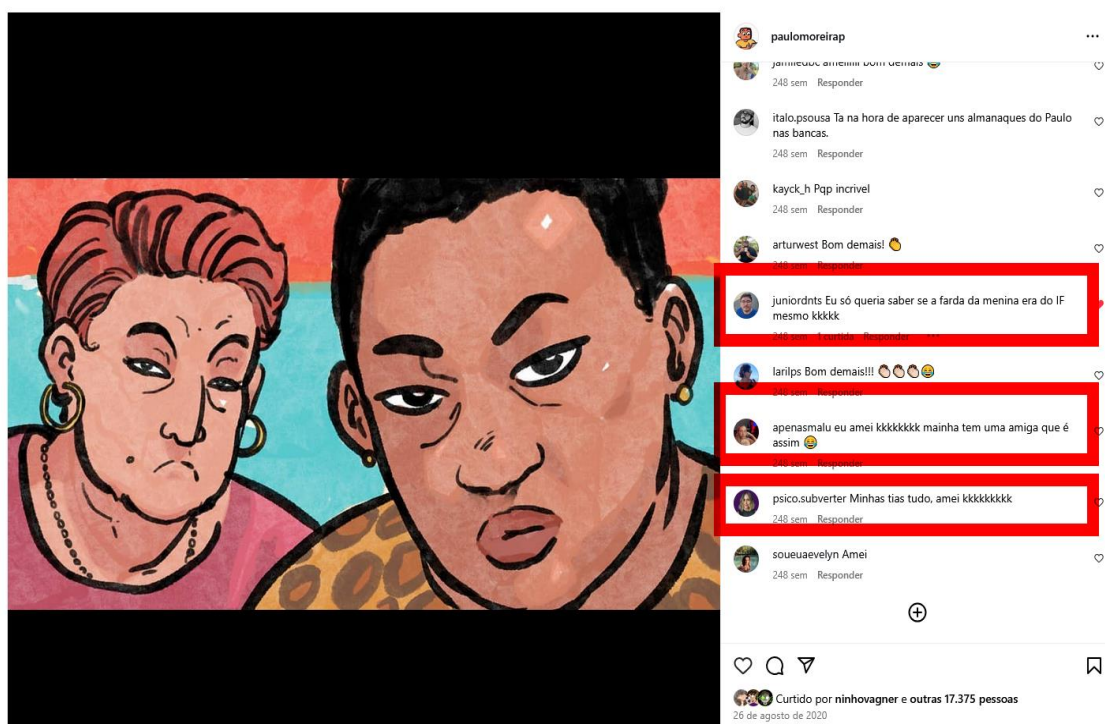 paulomoreirap
jamiledbc ameiiiii bom demais 😂
248 sem Responder
italo.psousa Ta na hora de aparecer uns almanaques do Paulo
nas bancas.
248 sem Responder
kayck_h Pqp incrivel
248 sem Responder
arturwest Bom demais! 👏
248 sem Responder
juniordnts Eu só queria saber se a farda da menina era do IF
mesmo kkkkk
248 sem 1 curtida Responder
larilps Bom demais!!! 👏🏻👏🏻👏🏻😂
248 sem Responder
apenasmalu eu amei kkkkkkkk mainha tem uma amiga que é
assim 😂
248 sem Responder
psico.subverter Minhas tias tudo, amei kkkkkkkkk
248 sem Responder
soueuaevelyn Amei
248 sem Responder
Curtido por ninhovagner e outras 17.375 pessoas
26 de agosto de 2020